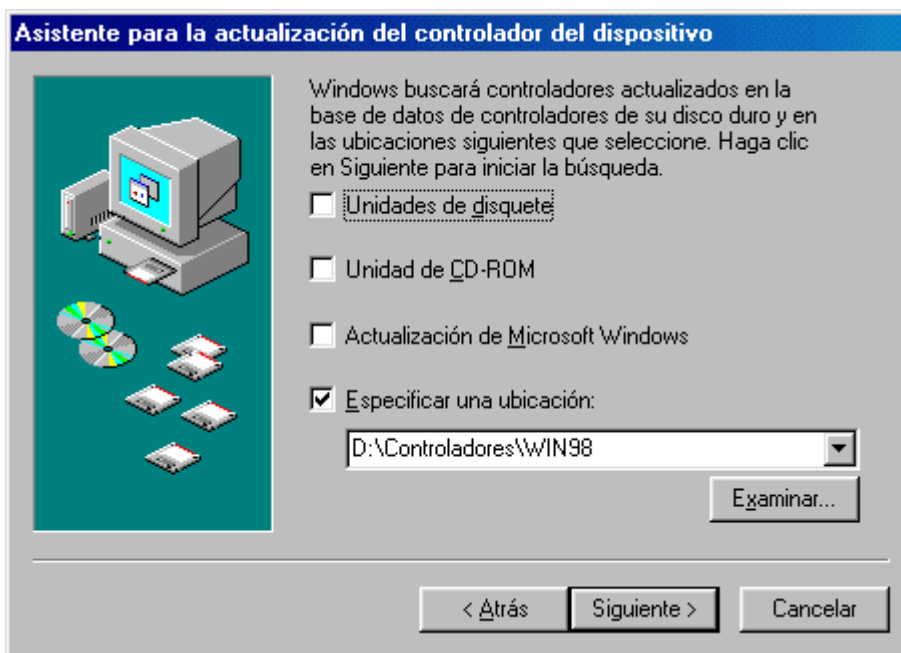 Asistente para la actualización del controlador del dispositivo
Windows buscará controladores actualizados en la
base de datos de controladores de su disco duro y en
las ubicaciones siguientes que seleccione. Haga clic
en Siguiente para iniciar la búsqueda.
Unidades de disquete
Unidad de CD-ROM
Actualización de Microsoft Windows
Especificar una ubicación:
D:\Controladores\WIN98
Examinar...
< Atrás
Siguiente >
Cancelar